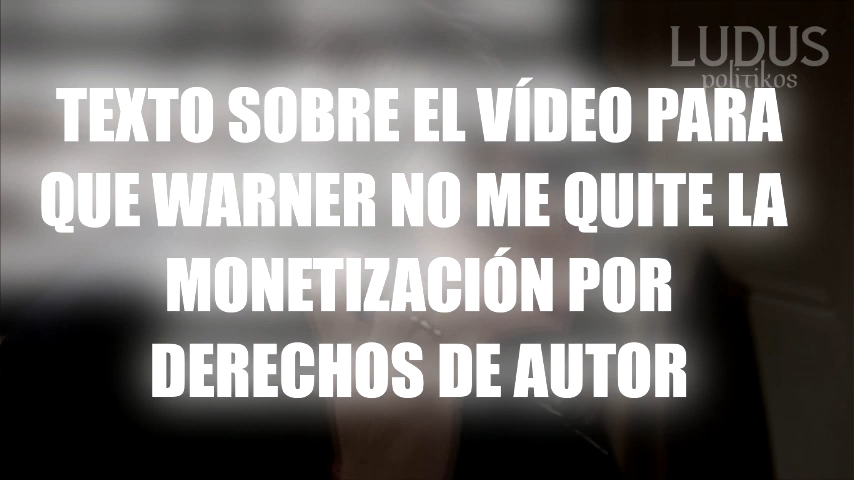 LUDUS
politikos
TEXTO SOBRE EL VÍDEO PARA
QUE WARNER NO ME QUITE LA
MONETIZACIÓN POR
DERECHOS DE AUTOR